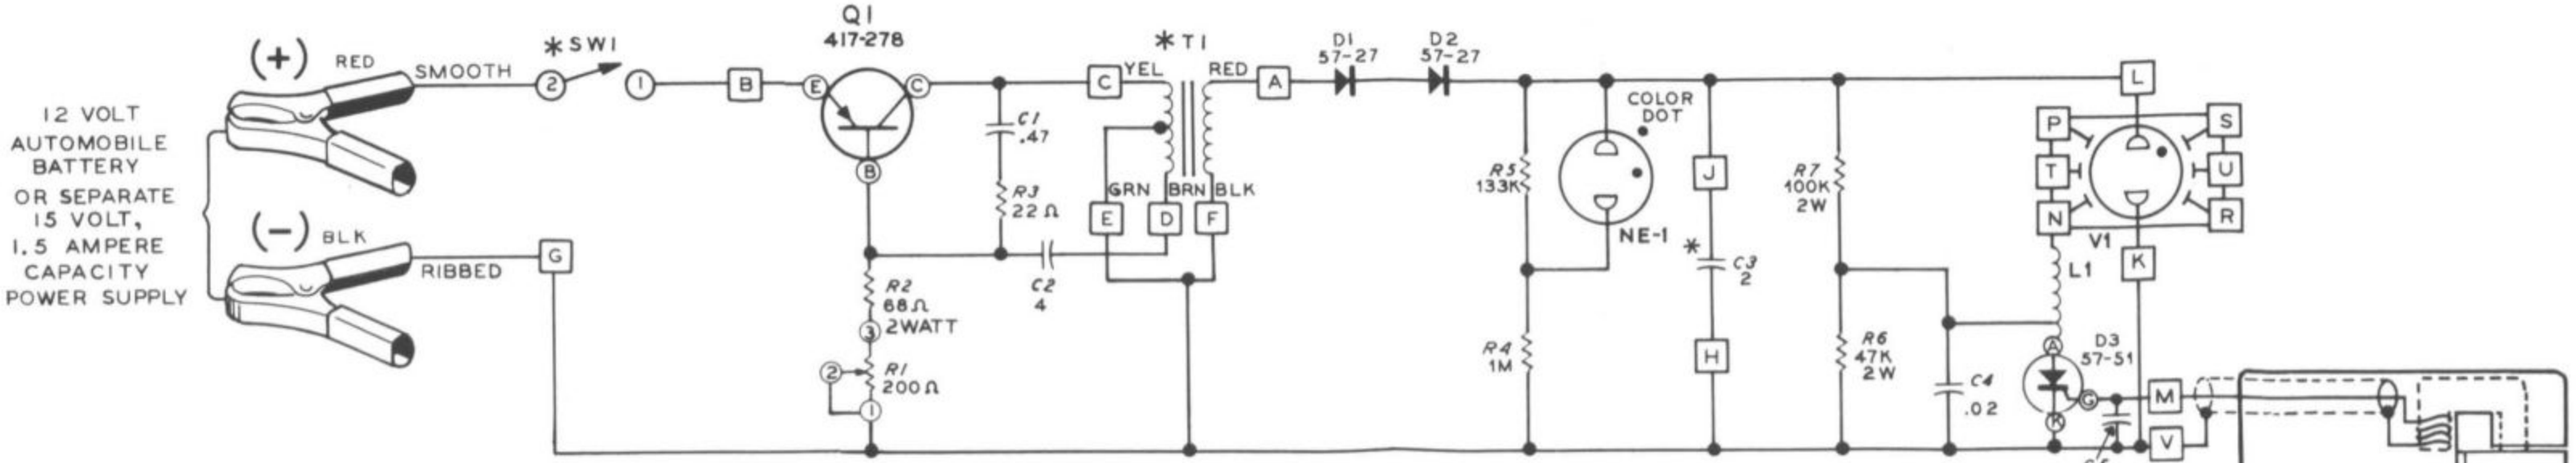 12 VOLT
AUTOMOBILE
BATTERY
OR SEPARATE
15 VOLT,
1.5 AMPERE
CAPACITY
POWER SUPPLY
(+)
RED
SMOOTH
(-)
BLK
RIBBED
G
* SW1
2
1
B
Q1
417-278
E
C
B
C1
.47
R3
22 Ω
C2
4
R2
68 Ω
2 WATT
3
R1
200 Ω
2
1
* T1
C
YEL
RED
A
GRN
BRN
BLK
E
D
F
D1
57-27
D2
57-27
R5
133K
R4
1M
COLOR
DOT
NE-1
J
*
C3
2
H
R7
100K
2W
R6
47K
2W
C4
.02
L
P
S
T
U
N
R
V1
K
L1
A
D3
57-51
G
K
M
V